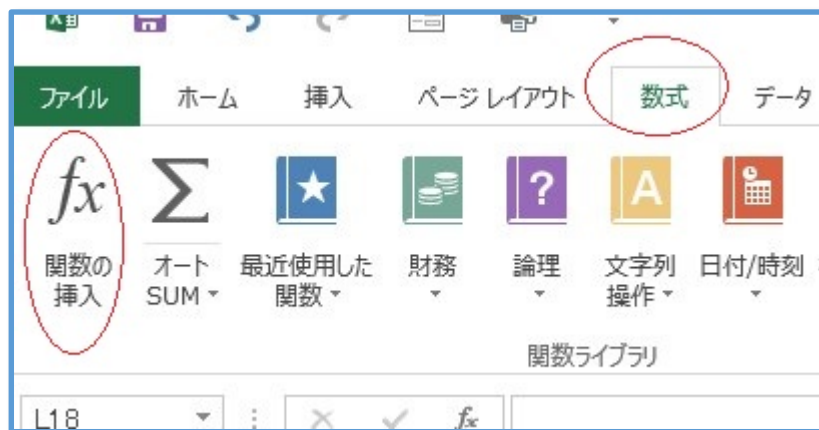 ファイル ホーム 挿入 ページ レイアウト 数式 データ
fx Σ ? A
関数の オート 最近使用した 財務 論理 文字列 日付/時刻
挿入 SUM 関数 操作
関数ライブラリ
L18 fx